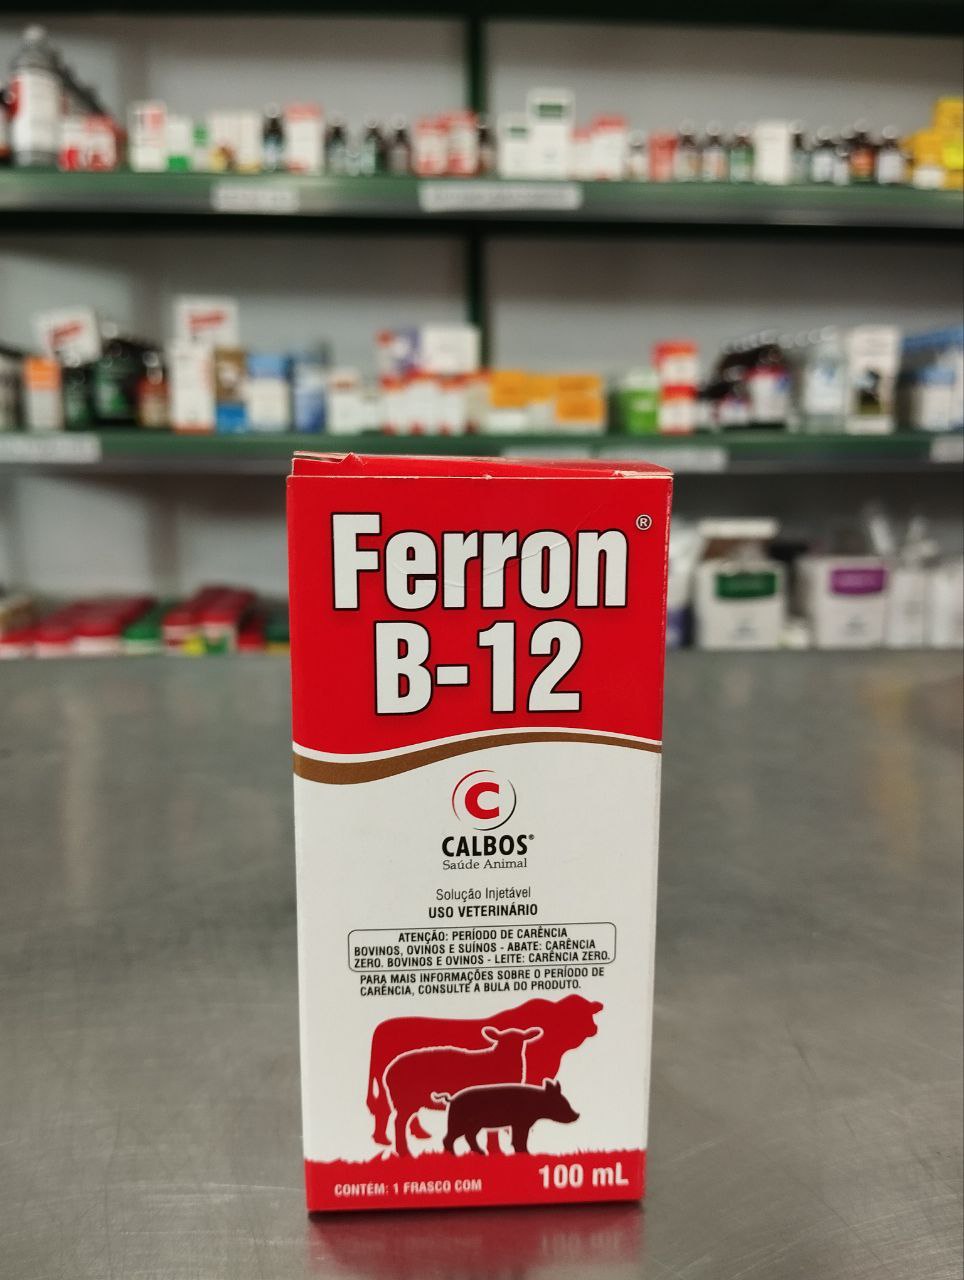 Ferron®
B-12
C
CALBOS®
Saúde Animal
Solução Injetável
USO VETERINÁRIO
ATENÇÃO: PERÍODO DE CARÊNCIA
BOVINOS, OVINOS E SUÍNOS - ABATE: CARÊNCIA
ZERO. BOVINOS E OVINOS - LEITE: CARÊNCIA ZERO.
PARA MAIS INFORMAÇÕES SOBRE O PERÍODO DE
CARÊNCIA, CONSULTE A BULA DO PRODUTO.
CONTÉM: 1 FRASCO COM 100 mL